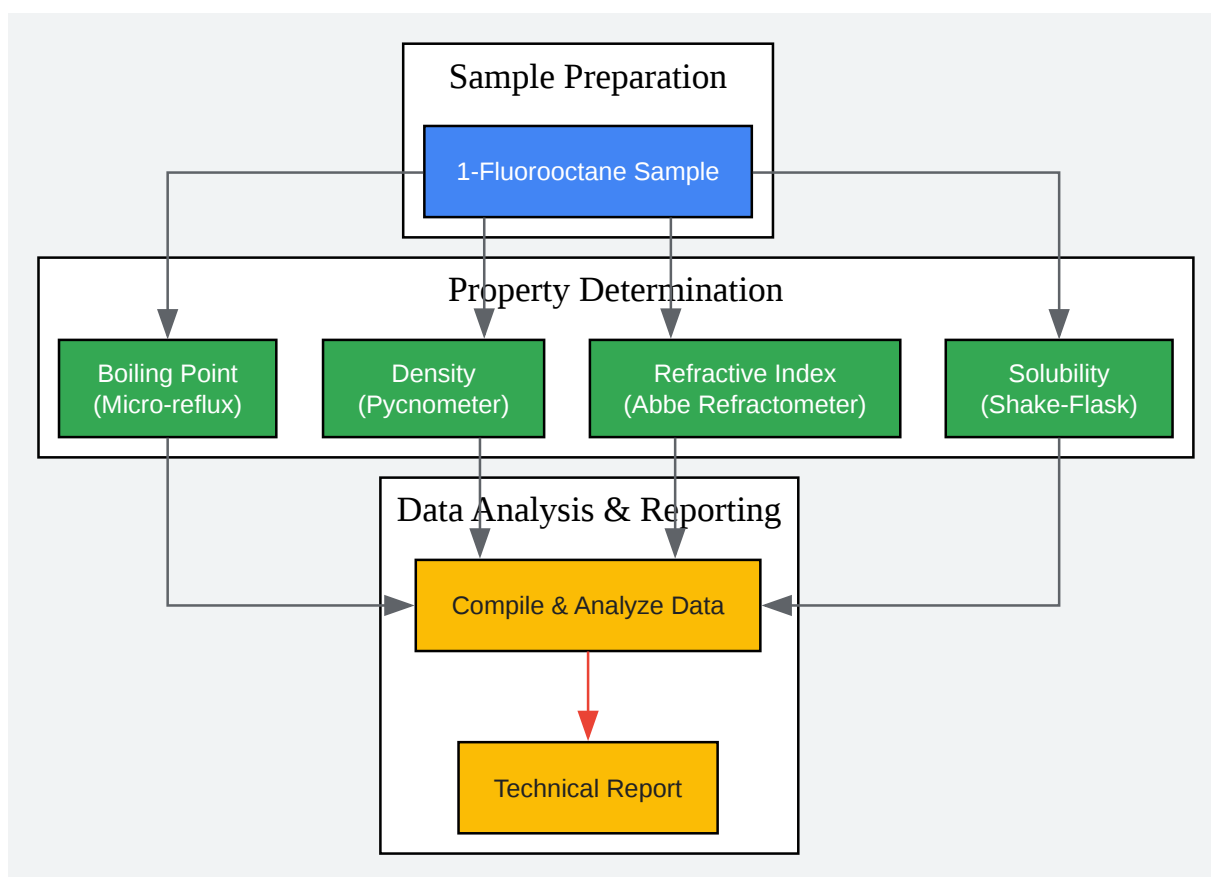 Sample Preparation
1-Fluorooctane Sample
Property Determination
Boiling Point
(Micro-reflux)
Density
(Pycnometer)
Refractive Index
(Abbe Refractometer)
Solubility
(Shake-Flask)
Data Analysis & Reporting
Compile & Analyze Data
Technical Report